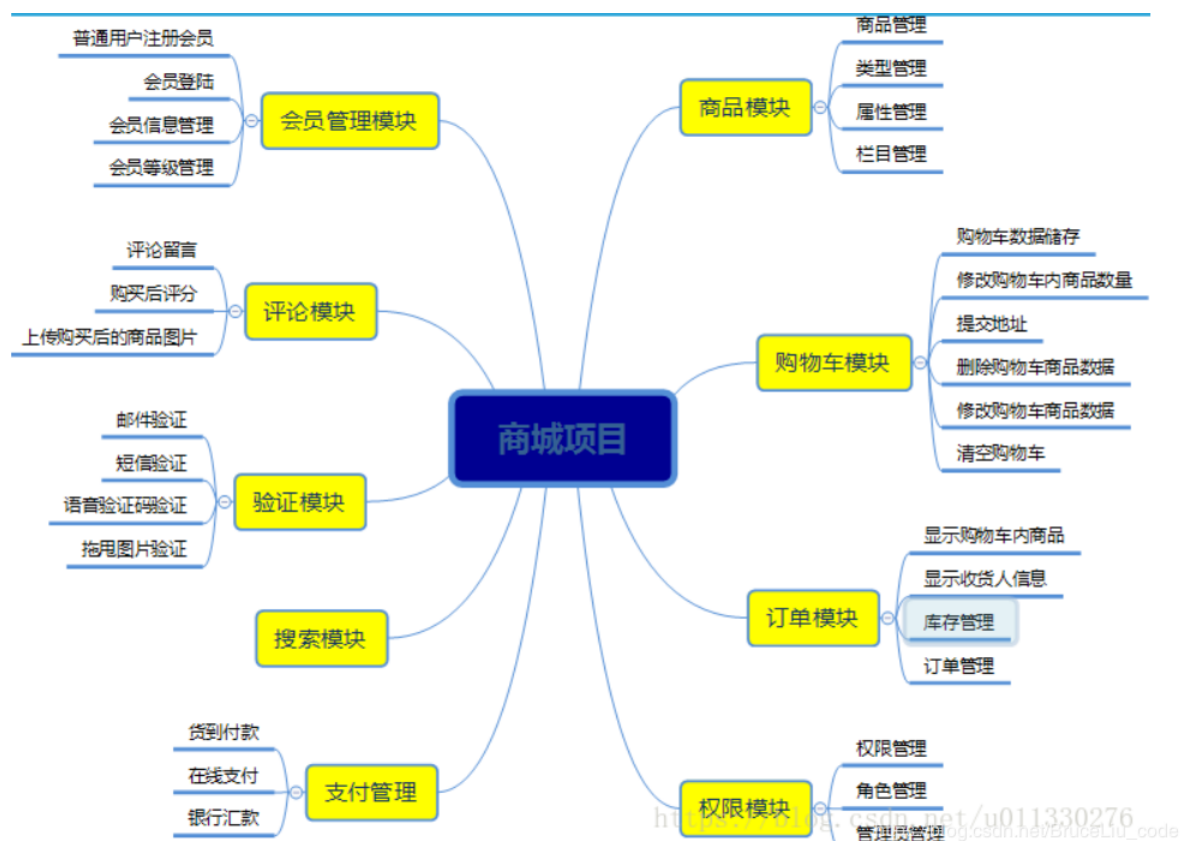 普通用户注册会员
会员登陆
会员信息管理
会员等级管理
会员管理模块
评论留言
购买后评分
上传购买后的商品图片
评论模块
邮件验证
短信验证
语音验证码验证
拖甩图片验证
验证模块
搜索模块
货到付款
在线支付
银行汇款
支付管理
商城项目
商品模块
商品管理
类型管理
属性管理
栏目管理
购物车模块
购物车数据储存
修改购物车内商品数量
提交地址
删除购物车商品数据
修改购物车商品数据
清空购物车
订单模块
显示购物车内商品
显示收货人信息
库存管理
订单管理
权限模块
权限管理
角色管理
管理员管理
https://blog.csdn.net/u011330276
https://blog.csdn.net/BruceLiu_code